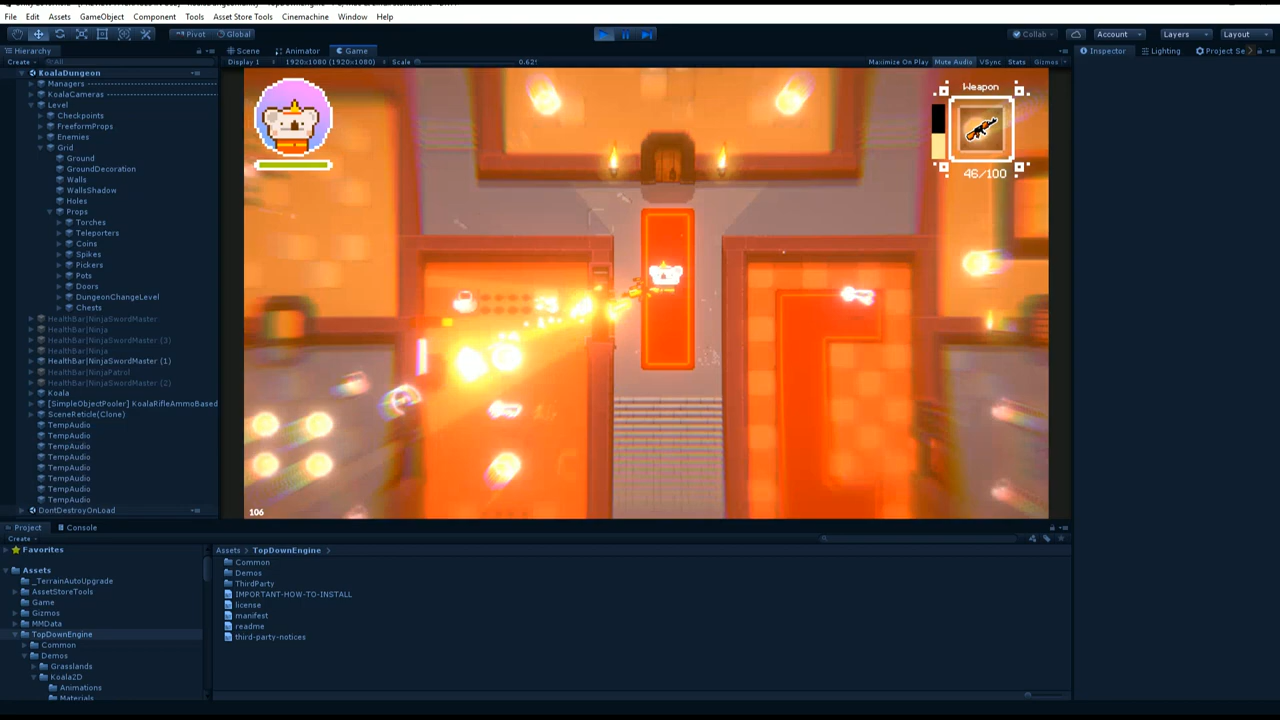 File Edit Assets GameObject Component Tools Asset Store Tools Cinemachine Window Help
Pivot Global Collab Account Layers Layout
Hierarchy Scene Animator Game Inspector Lighting Project Se
Create All Display 1 1920x1080 (1920x1080) Scale 0.62 Maximize On Play Mute Audio VSync Stats Gizmos
KoalaDungeon
Managers
KoalaCameras
Level
Checkpoints
FreeformProps
Enemies
Grid
Ground
GroundDecoration
Walls
WallsShadow
Holes
Props
Torches
Teleporters
Coins
Spikes
Pickers
Pots
Doors
DungeonChangeLevel
Chests
HealthBar|NinjaSwordMaster
HealthBar|Ninja
HealthBar|NinjaSwordMaster (3)
HealthBar|Ninja
HealthBar|NinjaSwordMaster (1)
HealthBar|NinjaPatrol
HealthBar|NinjaSwordMaster (2)
Koala
[SimpleObjectPooler] KoalaRifleAmmoBased
SceneReticle(Clone)
TempAudio
TempAudio
TempAudio
TempAudio
TempAudio
TempAudio
TempAudio
TempAudio
DontDestroyOnLoad
Weapon
46/100
106
Project Console
Create
Favorites
Assets
_TerrainAutoUpgrade
AssetStoreTools
Game
Gizmos
MMData
TopDownEngine
Common
Demos
Grasslands
Koala2D
Animations
Materials
Assets > TopDownEngine >
Common
Demos
ThirdParty
IMPORTANT-HOW-TO-INSTALL
license
manifest
readme
third-party-notices